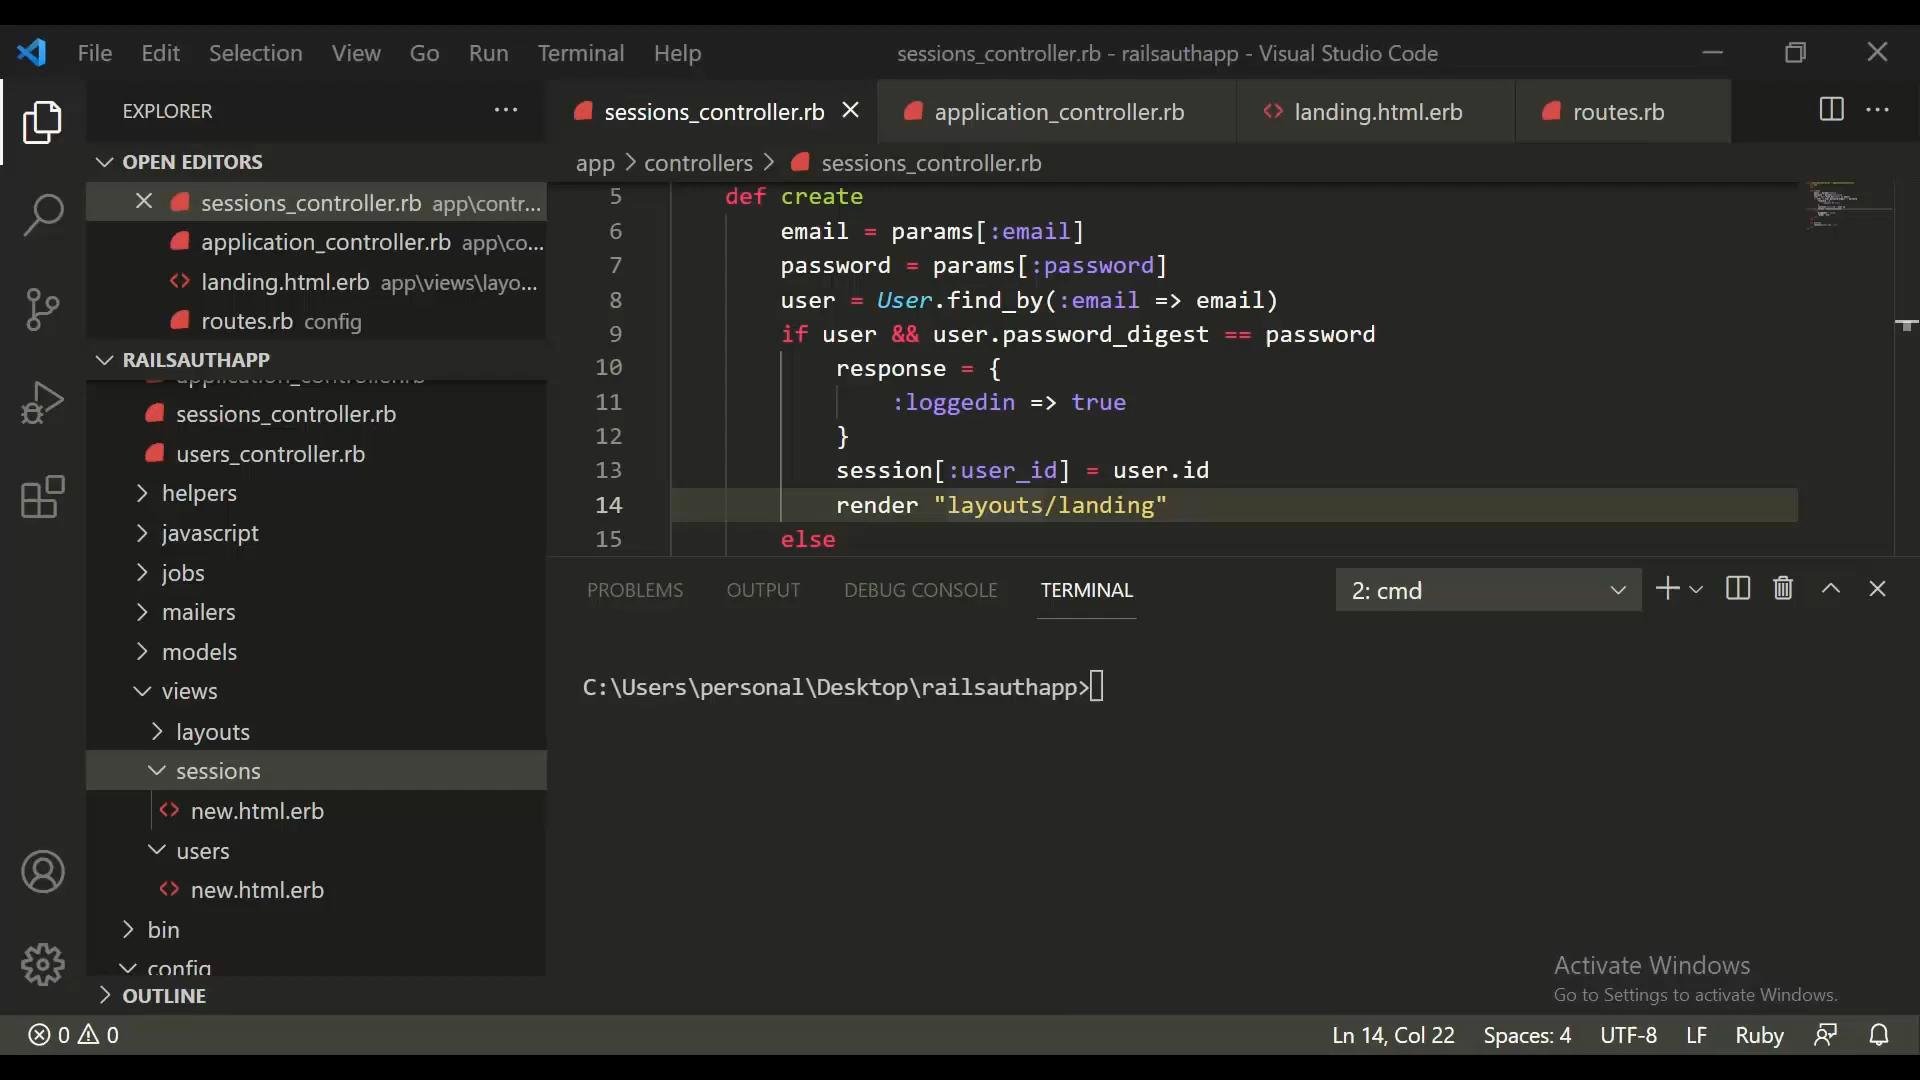 File Edit Selection View Go Run Terminal Help sessions_controller.rb - railsauthapp - Visual Studio Code
EXPLORER
sessions_controller.rb application_controller.rb landing.html.erb routes.rb
OPEN EDITORS
sessions_controller.rb app\contr...
application_controller.rb app\co...
landing.html.erb app\views\layo...
routes.rb config
RAILSAUTHAPP
application_controller.rb
sessions_controller.rb
users_controller.rb
helpers
javascript
jobs
mailers
models
views
layouts
sessions
new.html.erb
users
new.html.erb
bin
config
OUTLINE
app > controllers > sessions_controller.rb
5 def create
6 email = params[:email]
7 password = params[:password]
8 user = User.find_by(:email => email)
9 if user && user.password_digest == password
10 response = {
11 :loggedin => true
12 }
13 session[:user_id] = user.id
14 render "layouts/landing"
15 else
PROBLEMS OUTPUT DEBUG CONSOLE TERMINAL 2: cmd
C:\Users\personal\Desktop\railsauthapp>
Activate Windows
Go to Settings to activate Windows.
0 0 Ln 14, Col 22 Spaces: 4 UTF-8 LF Ruby